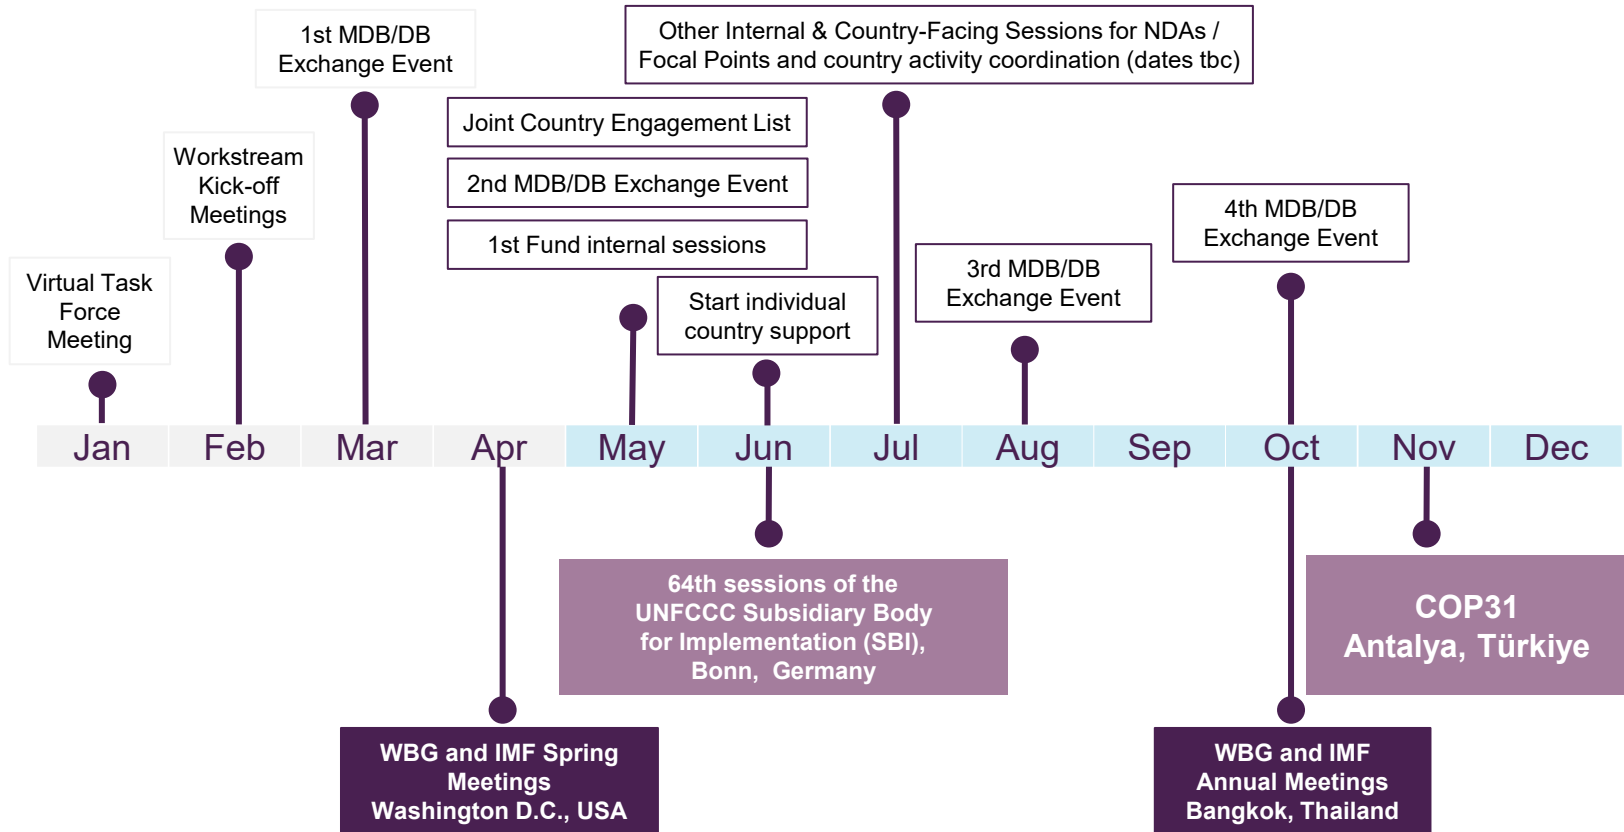 1st MDB/DB
Exchange Event
Other Internal & Country-Facing Sessions for NDAs /
Focal Points and country activity coordination (dates tbc)
Joint Country Engagement List
Workstream
Kick-off
Meetings
2nd MDB/DB Exchange Event
4th MDB/DB
Exchange Event
1st Fund internal sessions
Virtual Task
Force
Meeting
Start individual
country support
3rd MDB/DB
Exchange Event
Jan Feb Mar Apr May Jun Jul Aug Sep Oct Nov Dec
64th sessions of the
UNFCCC Subsidiary Body
for Implementation (SBI),
Bonn, Germany
COP31
Antalya, Türkiye
WBG and IMF Spring
Meetings
Washington D.C., USA
WBG and IMF
Annual Meetings
Bangkok, Thailand